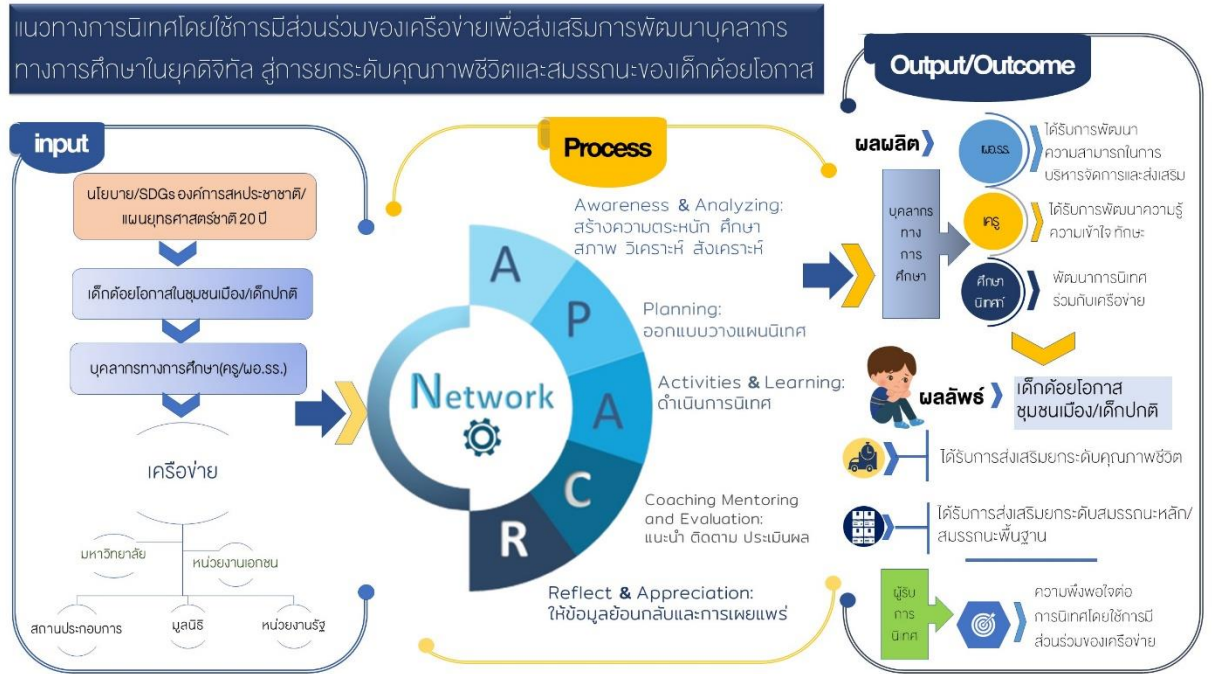 แนวทางการนิเทศโดยใช้การมีส่วนร่วมของเครือข่ายเพื่อส่งเสริมการพัฒนาบุคลากร
ทางการศึกษาในยุคดิจิทัล สู่การยกระดับคุณภาพชีวิตและสมรรถนะของเด็กด้อยโอกาส
input
นโยบาย/SDGs องค์การสหประชาชาติ/
แผนยุทธศาสตร์ชาติ 20 ปี
เด็กด้อยโอกาสในชุมชนเมือง/เด็กปกติ
บุคลากรทางการศึกษา(ครู/ผอ.รร.)
เครือข่าย
มหาวิทยาลัย
หน่วยงานเอกชน
สถานประกอบการ
มูลนิธิ
หน่วยงานรัฐ
Process
Network
A
P
A
C
R
Awareness & Analyzing:
สร้างความตระหนัก ศึกษา
สภาพ วิเคราะห์ สังเคราะห์
Planning:
ออกแบบวางแผนนิเทศ
Activities & Learning:
ดำเนินการนิเทศ
Coaching Mentoring
and Evaluation:
แนะนำ ติดตาม ประเมินผล
Reflect & Appreciation:
ให้ข้อมูลย้อนกลับและการเผยแพร่
Output/Outcome
ผลผลิต
บุคลากร
ทาง
การ
ศึกษา
ผอ.รร.
ได้รับการพัฒนา
ความสามารถในการ
บริหารจัดการและส่งเสริม
ครู
ได้รับการพัฒนาความรู้
ความเข้าใจ ทักษะ
ศึกษา
นิเทศก์
พัฒนาการนิเทศ
ร่วมกับเครือข่าย
ผลลัพธ์
เด็กด้อยโอกาส
ชุมชนเมือง/เด็กปกติ
ได้รับการส่งเสริมยกระดับคุณภาพชีวิต
ได้รับการส่งเสริมยกระดับสมรรถนะหลัก/
สมรรถนะพื้นฐาน
ผู้รับ
การ
นิเทศ
ความพึงพอใจต่อ
การนิเทศโดยใช้การมี
ส่วนร่วมของเครือข่าย